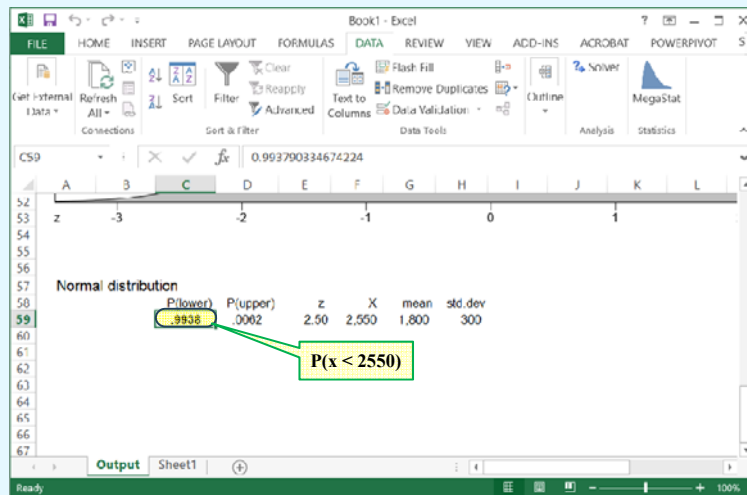 Book1 - Excel
FILE HOME INSERT PAGE LAYOUT FORMULAS DATA REVIEW VIEW ADD-INS ACROBAT POWERPIVOT S
Get External Data
Refresh All
Connections
Sort
Filter
Clear
Reapply
Advanced
Sort & Filter
Text to Columns
Flash Fill
Remove Duplicates
Data Validation
Data Tools
Outline
Solver
Analysis
MegaStat
Statistics
C59 fx 0.993790334674224
A B C D E F G H I J K L
52
53 z -3 -2 -1 0 1
54
55
56
57 Normal distribution
58 P(lower) P(upper) z X mean std.dev
59 .9938 .0062 2.50 2,550 1,800 300
60
61 P(x < 2550)
62
63
64
65
66
67
Output Sheet1
Ready 100%